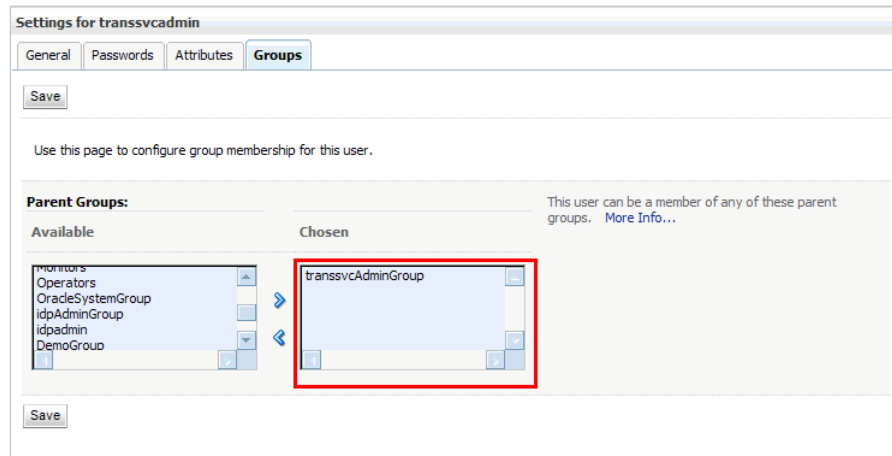 Settings for transsvcadmin
General Passwords Attributes Groups
Save
Use this page to configure group membership for this user.
Parent Groups:
This user can be a member of any of these parent
groups. More Info...
Available Chosen
Monitors
Operators
OracleSystemGroup
idpAdminGroup
idpadmin
DemoGroup
transsvcAdminGroup
Save